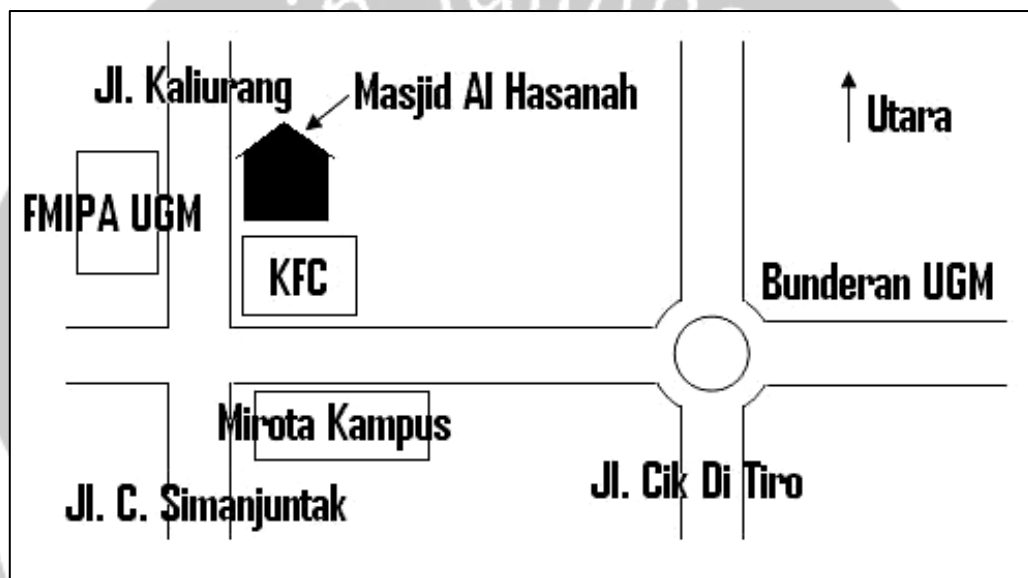 Jl. Kaliurang
Masjid Al Hasanah
Utara
FMIPA UGM
KFC
Bunderan UGM
Mirota Kampus
Jl. Cik Di Tiro
Jl. C. Simanjuntak